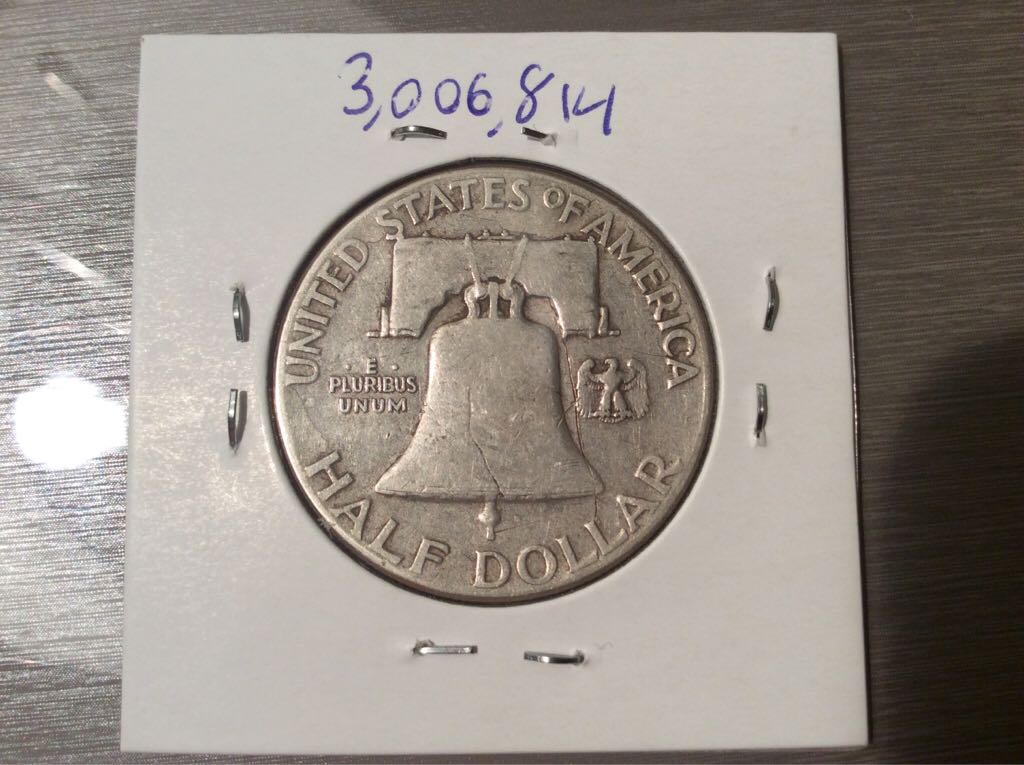 3,006,814
UNITED STATES OF AMERICA
· E ·
PLURIBUS
UNUM
HALF DOLLAR